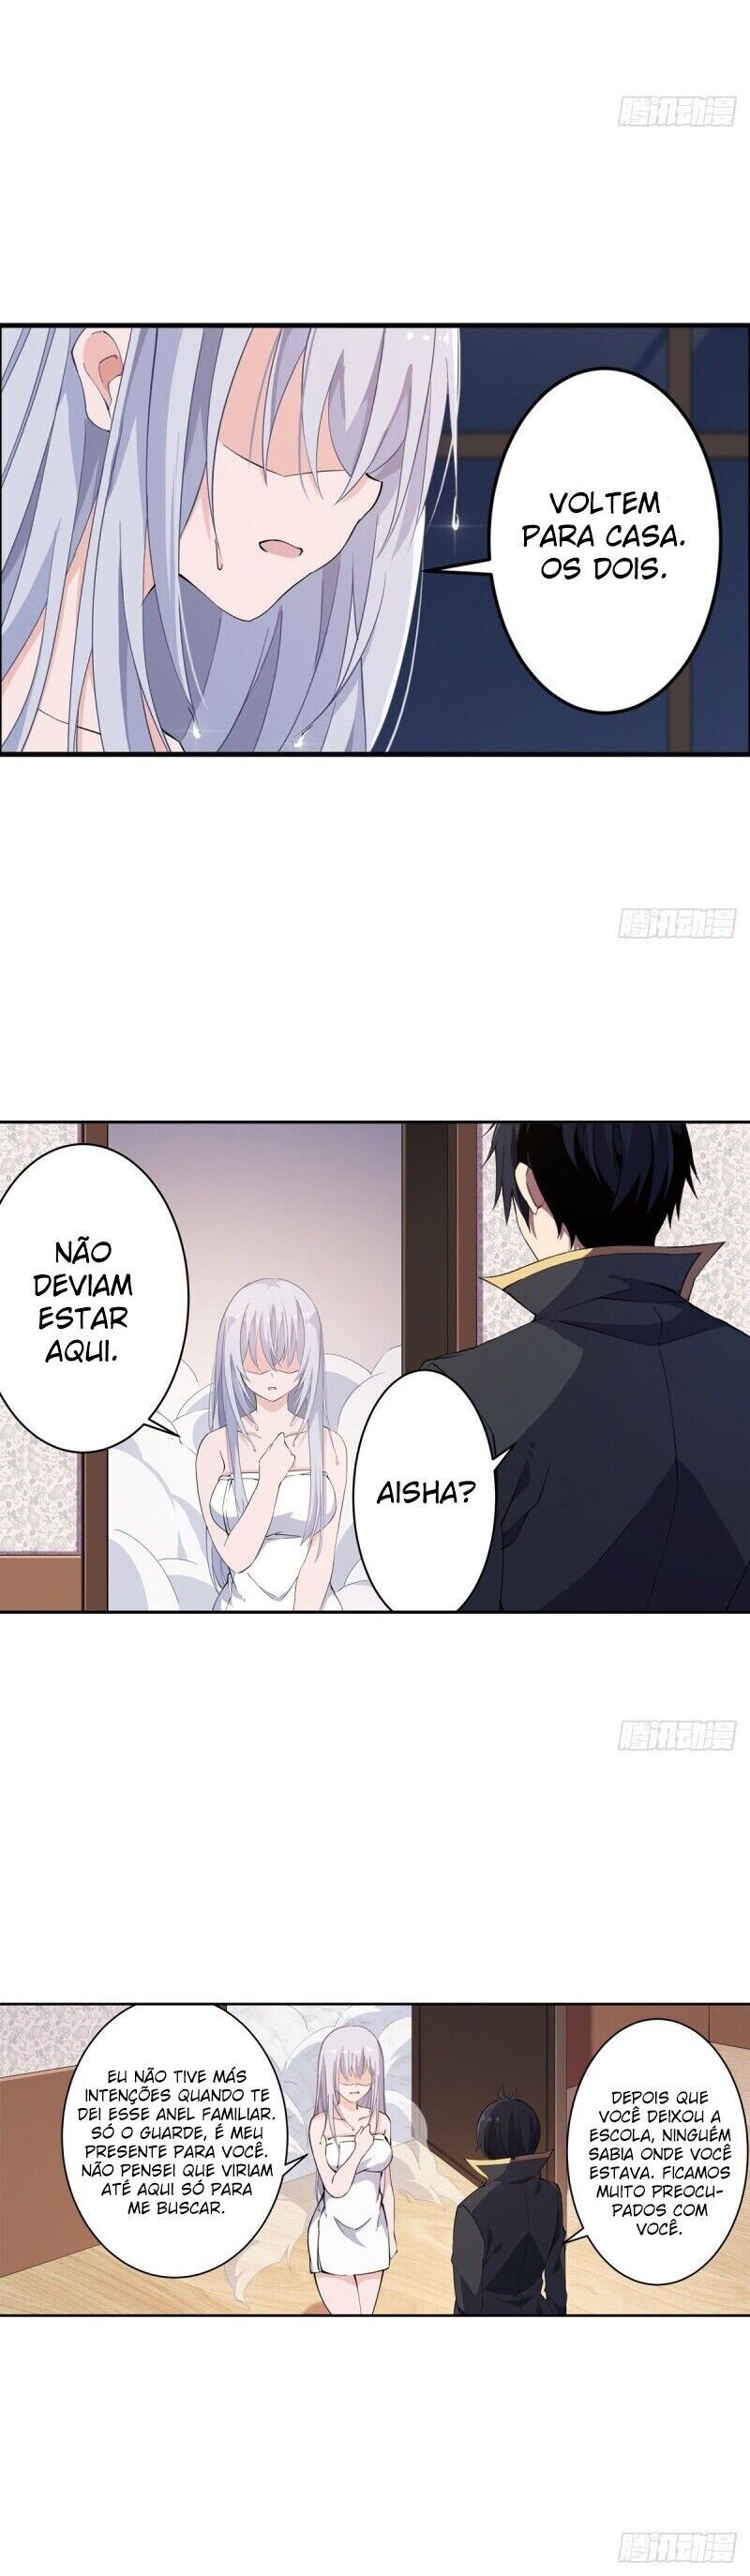 腾讯动漫
VOLTEM
PARA CASA.
OS DOIS.
腾讯动漫
NÃO
DEVIAM
ESTAR
AQUI.
AISHA?
腾讯动漫
EU NÃO TIVE MÁS
INTENÇÕES QUANDO TE
DEI ESSE ANEL FAMILIAR.
SÓ O GUARDE, É MEU
PRESENTE PARA VOCÊ.
NÃO PENSEI QUE VIRIAM
ATÉ AQUI SÓ PARA
ME BUSCAR.
DEPOIS QUE
VOCÊ DEIXOU A
ESCOLA, NINGUÉM
SABIA ONDE VOCÊ
ESTAVA. FICAMOS
MUITO PREOCU-
PADOS COM
VOCÊ.
腾讯动漫